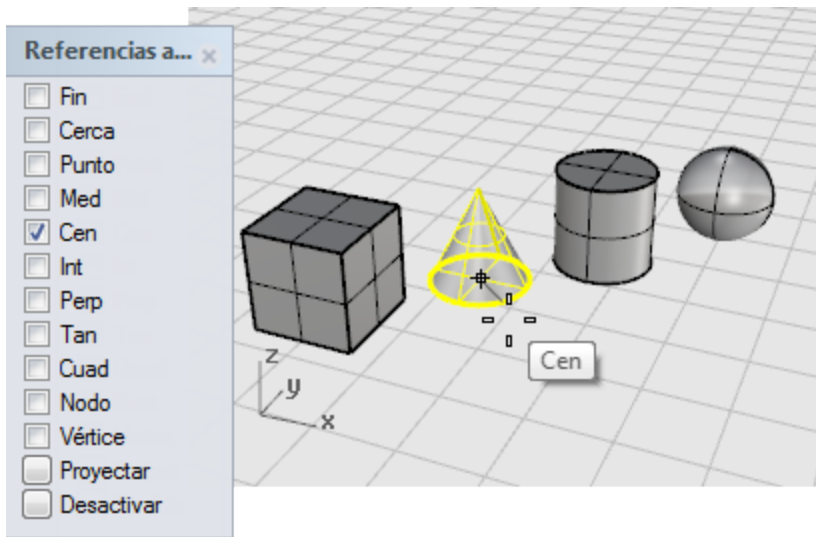 Referencias a...
Fin
Cerca
Punto
Med
Cen
Int
Perp
Tan
Cuad
Nodo
Vértice
Proyectar
Desactivar
Cen
z
y
x